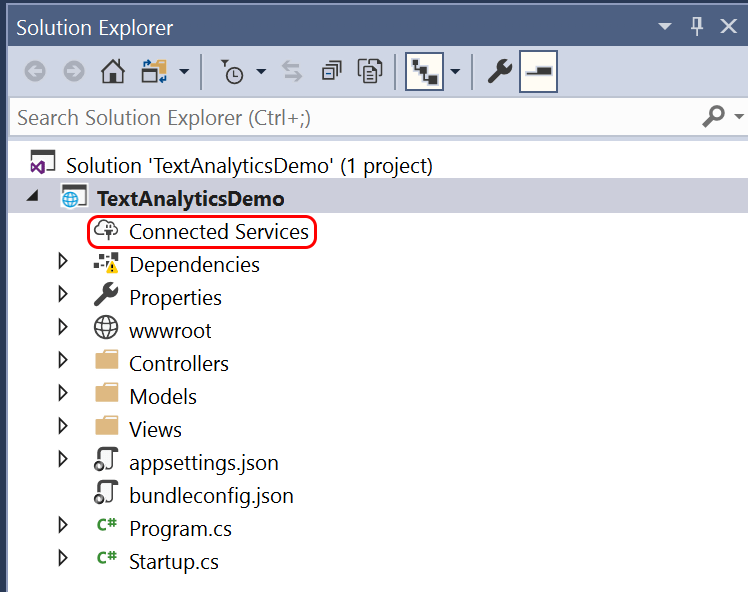 Solution Explorer
Search Solution Explorer (Ctrl+;)
Solution 'TextAnalyticsDemo' (1 project)
TextAnalyticsDemo
Connected Services
Dependencies
Properties
wwwroot
Controllers
Models
Views
appsettings.json
bundleconfig.json
C# Program.cs
C# Startup.cs